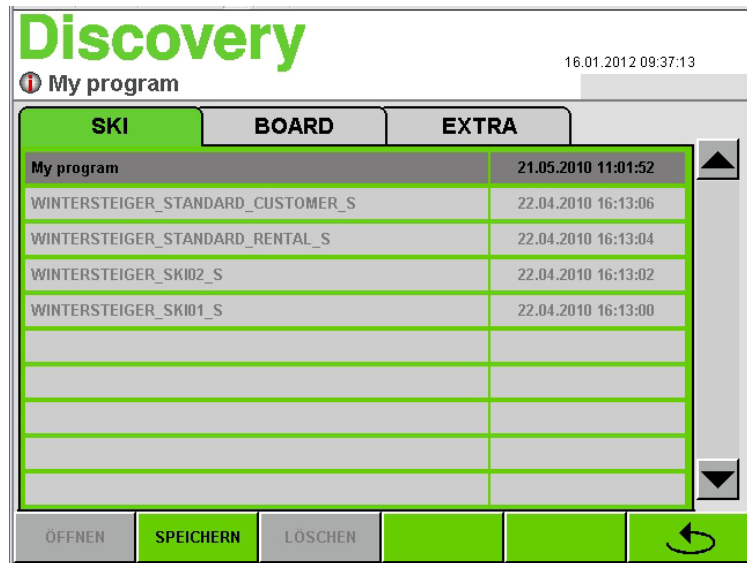 Discovery
16.01.2012 09:37:13
My program
SKI BOARD EXTRA
My program 21.05.2010 11:01:52
WINTERSTEIGER_STANDARD_CUSTOMER_S 22.04.2010 16:13:06
WINTERSTEIGER_STANDARD_RENTAL_S 22.04.2010 16:13:04
WINTERSTEIGER_SKI02_S 22.04.2010 16:13:02
WINTERSTEIGER_SKI01_S 22.04.2010 16:13:00
ÖFFNEN SPEICHERN LÖSCHEN